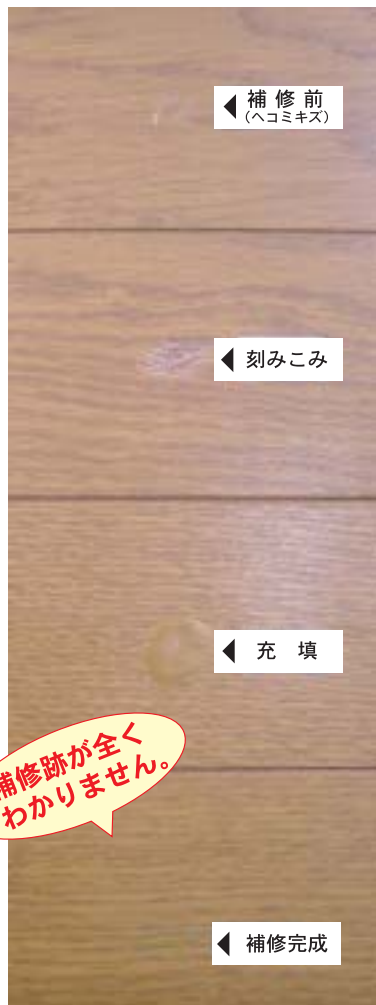 補修前
(ヘコミキズ)
刻みこみ
充填
補修跡が全く
わかりません。
補修完成